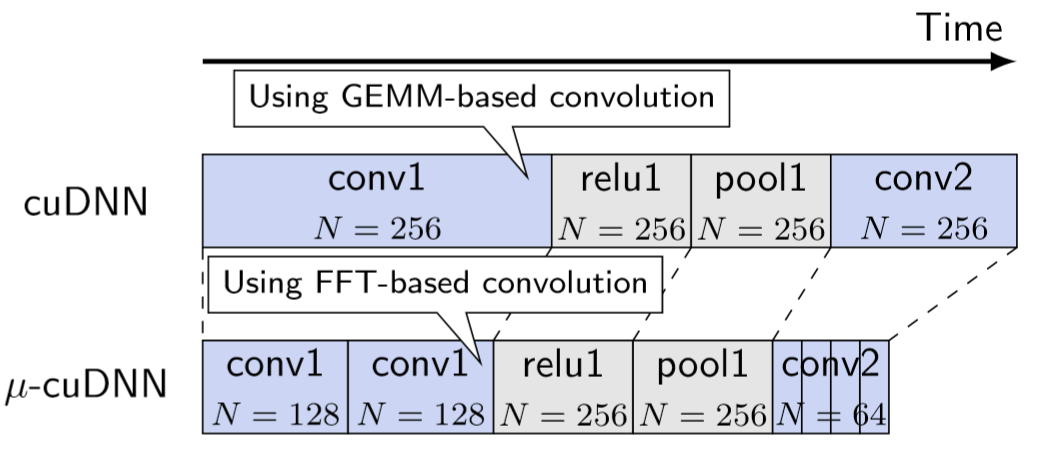 Time
Using GEMM-based convolution
cuDNN
conv1 relu1 pool1 conv2
N = 256 N = 256 N = 256 N = 256
Using FFT-based convolution
μ-cuDNN
conv1 conv1 relu1 pool1 conv2
N = 128 N = 128 N = 256 N = 256 N = 64